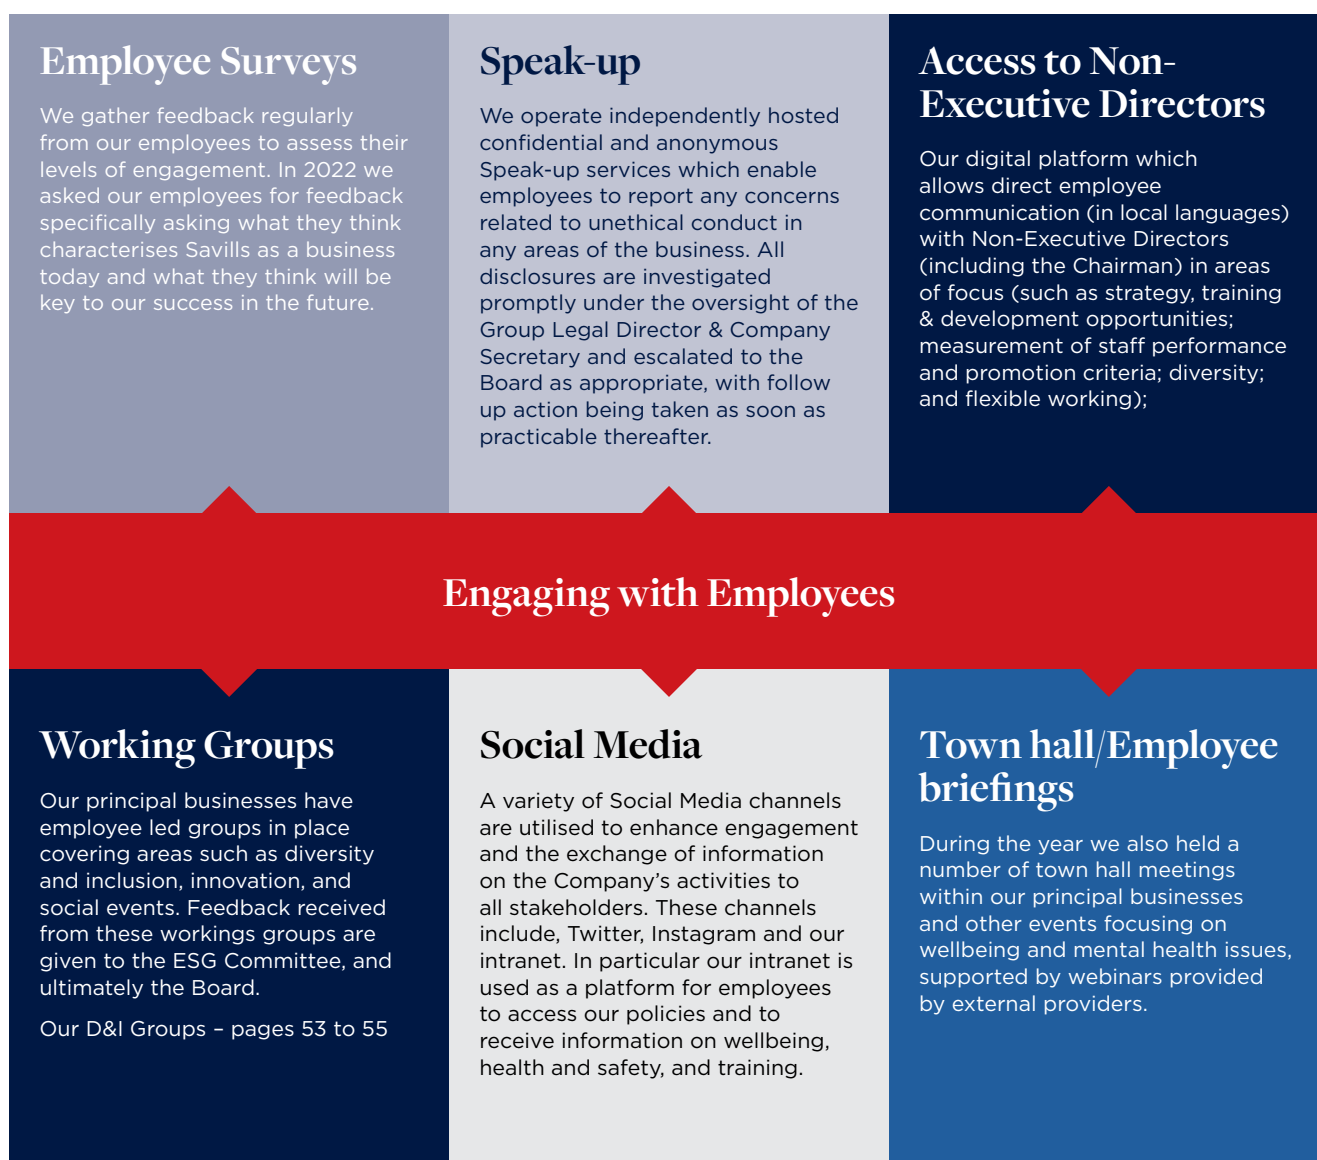 Employee Surveys
We gather feedback regularly
from our employees to assess their
levels of engagement. In 2022 we
asked our employees for feedback
specifically asking what they think
characterises Savills as a business
today and what they think will be
key to our success in the future.
Speak-up
We operate independently hosted
confidential and anonymous
Speak-up services which enable
employees to report any concerns
related to unethical conduct in
any areas of the business. All
disclosures are investigated
promptly under the oversight of the
Group Legal Director & Company
Secretary and escalated to the
Board as appropriate, with follow
up action being taken as soon as
practicable thereafter.
Access to Non-
Executive Directors
Our digital platform which
allows direct employee
communication (in local languages)
with Non-Executive Directors
(including the Chairman) in areas
of focus (such as strategy, training
& development opportunities;
measurement of staff performance
and promotion criteria; diversity;
and flexible working);
Engaging with Employees
Working Groups
Our principal businesses have
employee led groups in place
covering areas such as diversity
and inclusion, innovation, and
social events. Feedback received
from these workings groups are
given to the ESG Committee, and
ultimately the Board.
Our D&I Groups – pages 53 to 55
Social Media
A variety of Social Media channels
are utilised to enhance engagement
and the exchange of information
on the Company’s activities to
all stakeholders. These channels
include, Twitter, Instagram and our
intranet. In particular our intranet is
used as a platform for employees
to access our policies and to
receive information on wellbeing,
health and safety, and training.
Town hall/Employee
briefings
During the year we also held a
number of town hall meetings
within our principal businesses
and other events focusing on
wellbeing and mental health issues,
supported by webinars provided
by external providers.